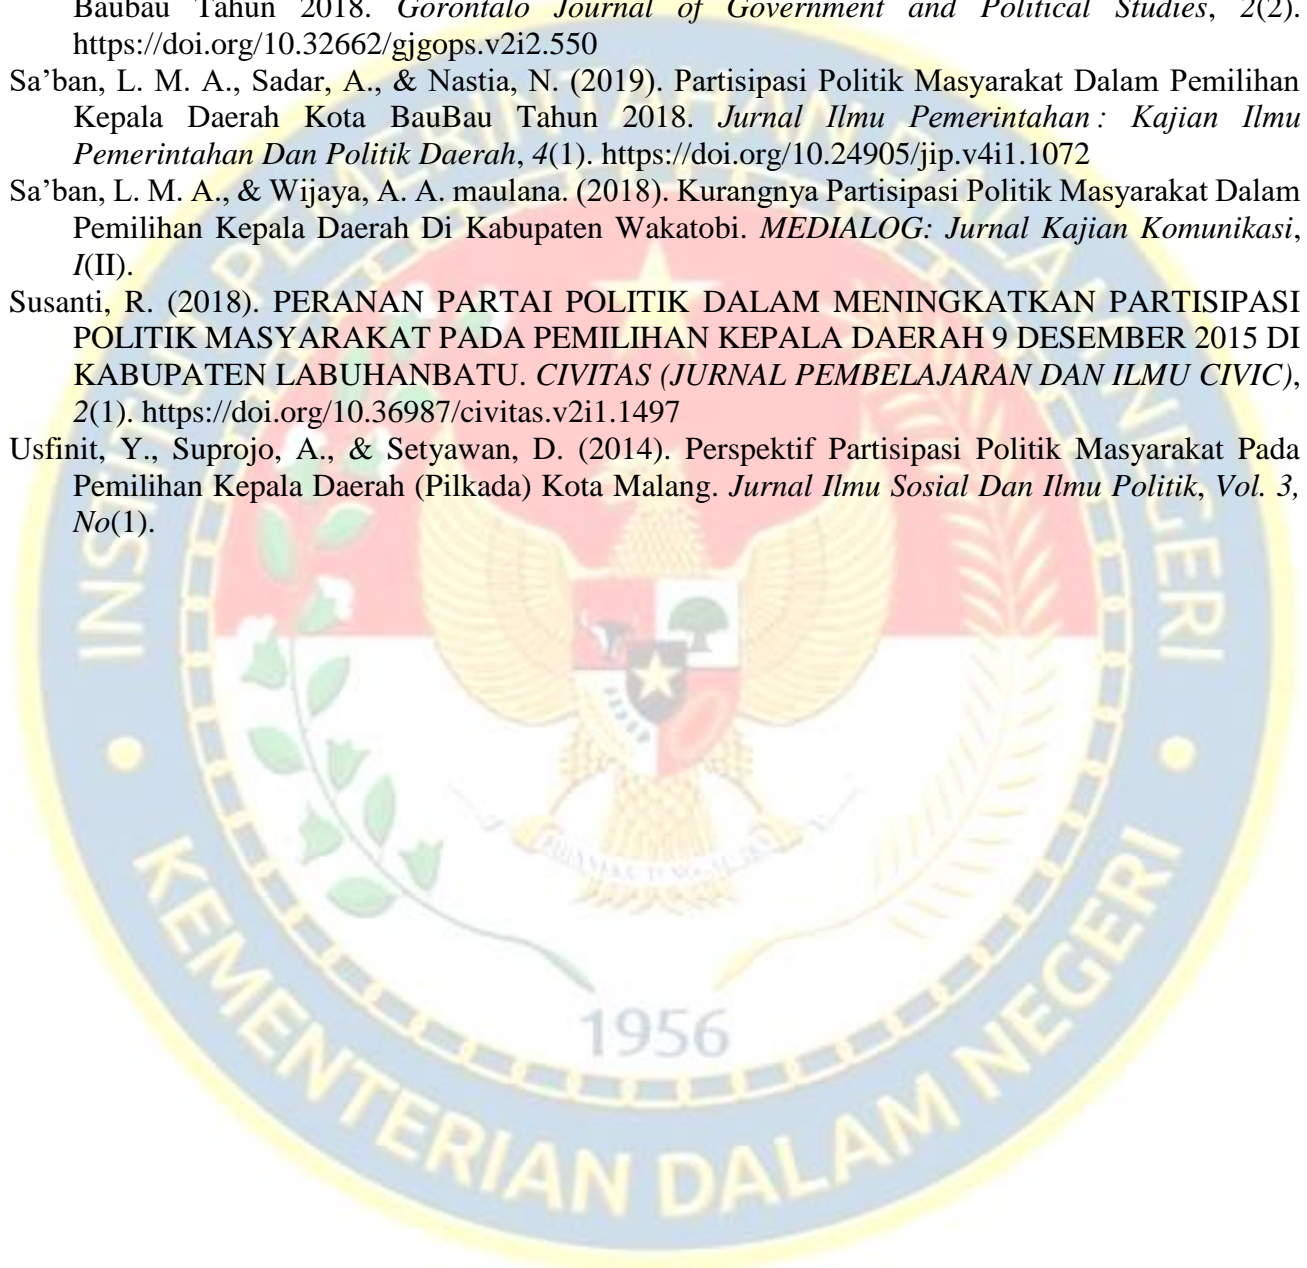 Baubau Tahun 2018. Gorontalo Journal of Government and Political Studies, 2(2).
https://doi.org/10.32662/gjgops.v2i2.550
Sa’ban, L. M. A., Sadar, A., & Nastia, N. (2019). Partisipasi Politik Masyarakat Dalam Pemilihan
Kepala Daerah Kota BauBau Tahun 2018. Jurnal Ilmu Pemerintahan : Kajian Ilmu
Pemerintahan Dan Politik Daerah, 4(1). https://doi.org/10.24905/jip.v4i1.1072
Sa’ban, L. M. A., & Wijaya, A. A. maulana. (2018). Kurangnya Partisipasi Politik Masyarakat Dalam
Pemilihan Kepala Daerah Di Kabupaten Wakatobi. MEDIALOG: Jurnal Kajian Komunikasi,
I(II).
Susanti, R. (2018). PERANAN PARTAI POLITIK DALAM MENINGKATKAN PARTISIPASI
POLITIK MASYARAKAT PADA PEMILIHAN KEPALA DAERAH 9 DESEMBER 2015 DI
KABUPATEN LABUHANBATU. CIVITAS (JURNAL PEMBELAJARAN DAN ILMU CIVIC),
2(1). https://doi.org/10.36987/civitas.v2i1.1497
Usfinit, Y., Suprojo, A., & Setyawan, D. (2014). Perspektif Partisipasi Politik Masyarakat Pada
Pemilihan Kepala Daerah (Pilkada) Kota Malang. Jurnal Ilmu Sosial Dan Ilmu Politik, Vol. 3,
No(1).
INSTITUT PEMERINTAHAN DALAM NEGERI
1956
KEMENTERIAN DALAM NEGERI